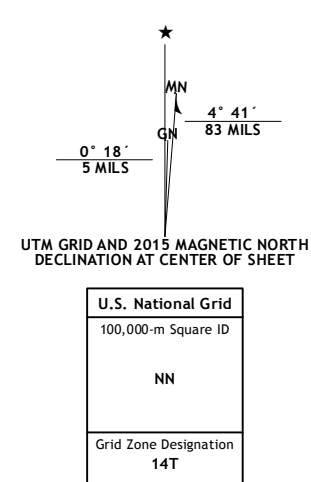 ★
MN
4° 41´
83 MILS
GN
0° 18´
5 MILS
UTM GRID AND 2015 MAGNETIC NORTH
DECLINATION AT CENTER OF SHEET
U.S. National Grid
100,000-m Square ID
NN
Grid Zone Designation
14T